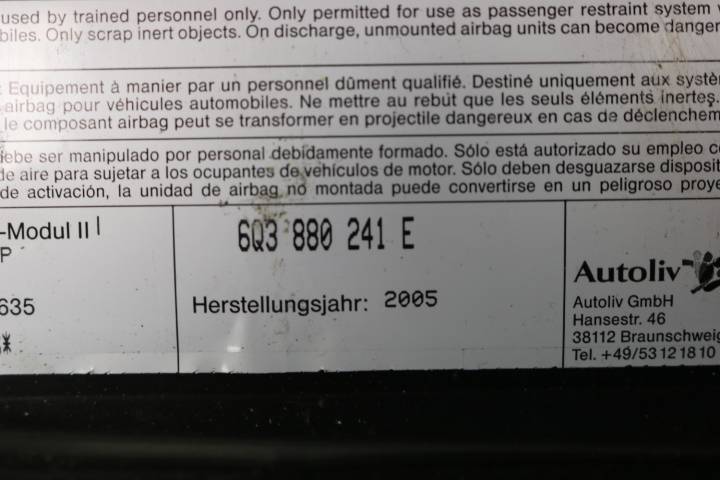 used by trained personnel only. Only permitted for use as passenger restraint system
biles. Only scrap inert objects. On discharge, unmounted airbag units can become danger
Equipement à manier par un personnel dûment qualifié. Destiné uniquement aux systè
airbag pour véhicules automobiles. Ne mettre au rebût que les seuls éléments inertes.
le composant airbag peut se transformer en projectile dangereux en cas de déclenchem
ebe ser manipulado por personal debidamente formado. Sólo está autorizado su empleo c
de aire para sujetar a los ocupantes de vehículos de motor. Sólo deben desguazarse disposit
de activación, la unidad de airbag no montada puede convertirse en un peligroso proye
-Modul II
P
635
6Q3 880 241 E
Herstellungsjahr: 2005
Autoliv
Autoliv GmbH
Hansestr. 46
38112 Braunschweig
Tel. +49/53 12 18 10